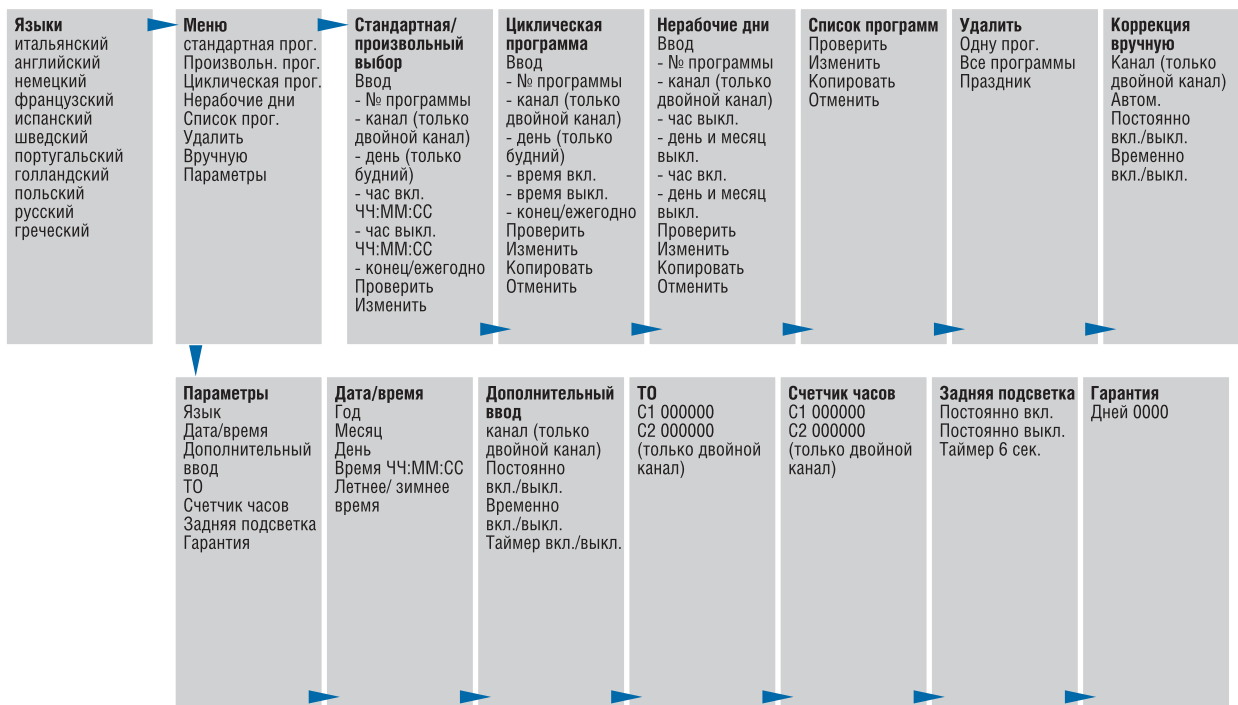 Языки
итальянский
английский
немецкий
французский
испанский
шведский
португальский
голландский
польский
русский
греческий
Меню
стандартная прог.
Произвольн. прог.
Циклическая прог.
Нерабочие дни
Список прог.
Удалить
Вручную
Параметры
Стандартная/
произвольный
выбор
Ввод
- № программы
- канал (только
двойной канал)
- день (только
будний)
- час вкл.
ЧЧ:ММ:СС
- час выкл.
ЧЧ:ММ:СС
- конец/ежегодно
Проверить
Изменить
Циклическая
программа
Ввод
- № программы
- канал (только
двойной канал)
- день (только
будний)
- время вкл.
- время выкл.
- конец/ежегодно
Проверить
Изменить
Копировать
Отменить
Нерабочие дни
Ввод
- № программы
- канал (только
двойной канал)
- час выкл.
- день и месяц
выкл.
- час вкл.
- день и месяц
выкл.
Проверить
Изменить
Копировать
Отменить
Список программ
Проверить
Изменить
Копировать
Отменить
Удалить
Одну прог.
Все программы
Праздник
Коррекция
вручную
Канал (только
двойной канал)
Автом.
Постоянно
вкл./выкл.
Временно
вкл./выкл.
Параметры
Язык
Дата/время
Дополнительный
ввод
ТО
Счетчик часов
Задняя подсветка
Гарантия
Дата/время
Год
Месяц
День
Время ЧЧ:ММ:СС
Летнее/ зимнее
время
Дополнительный
ввод
канал (только
двойной канал)
Постоянно
вкл./выкл.
Временно
вкл./выкл.
Таймер вкл./выкл.
ТО
С1 000000
С2 000000
(только двойной
канал)
Счетчик часов
С1 000000
С2 000000
(только двойной
канал)
Задняя подсветка
Постоянно вкл.
Постоянно выкл.
Таймер 6 сек.
Гарантия
Дней 0000